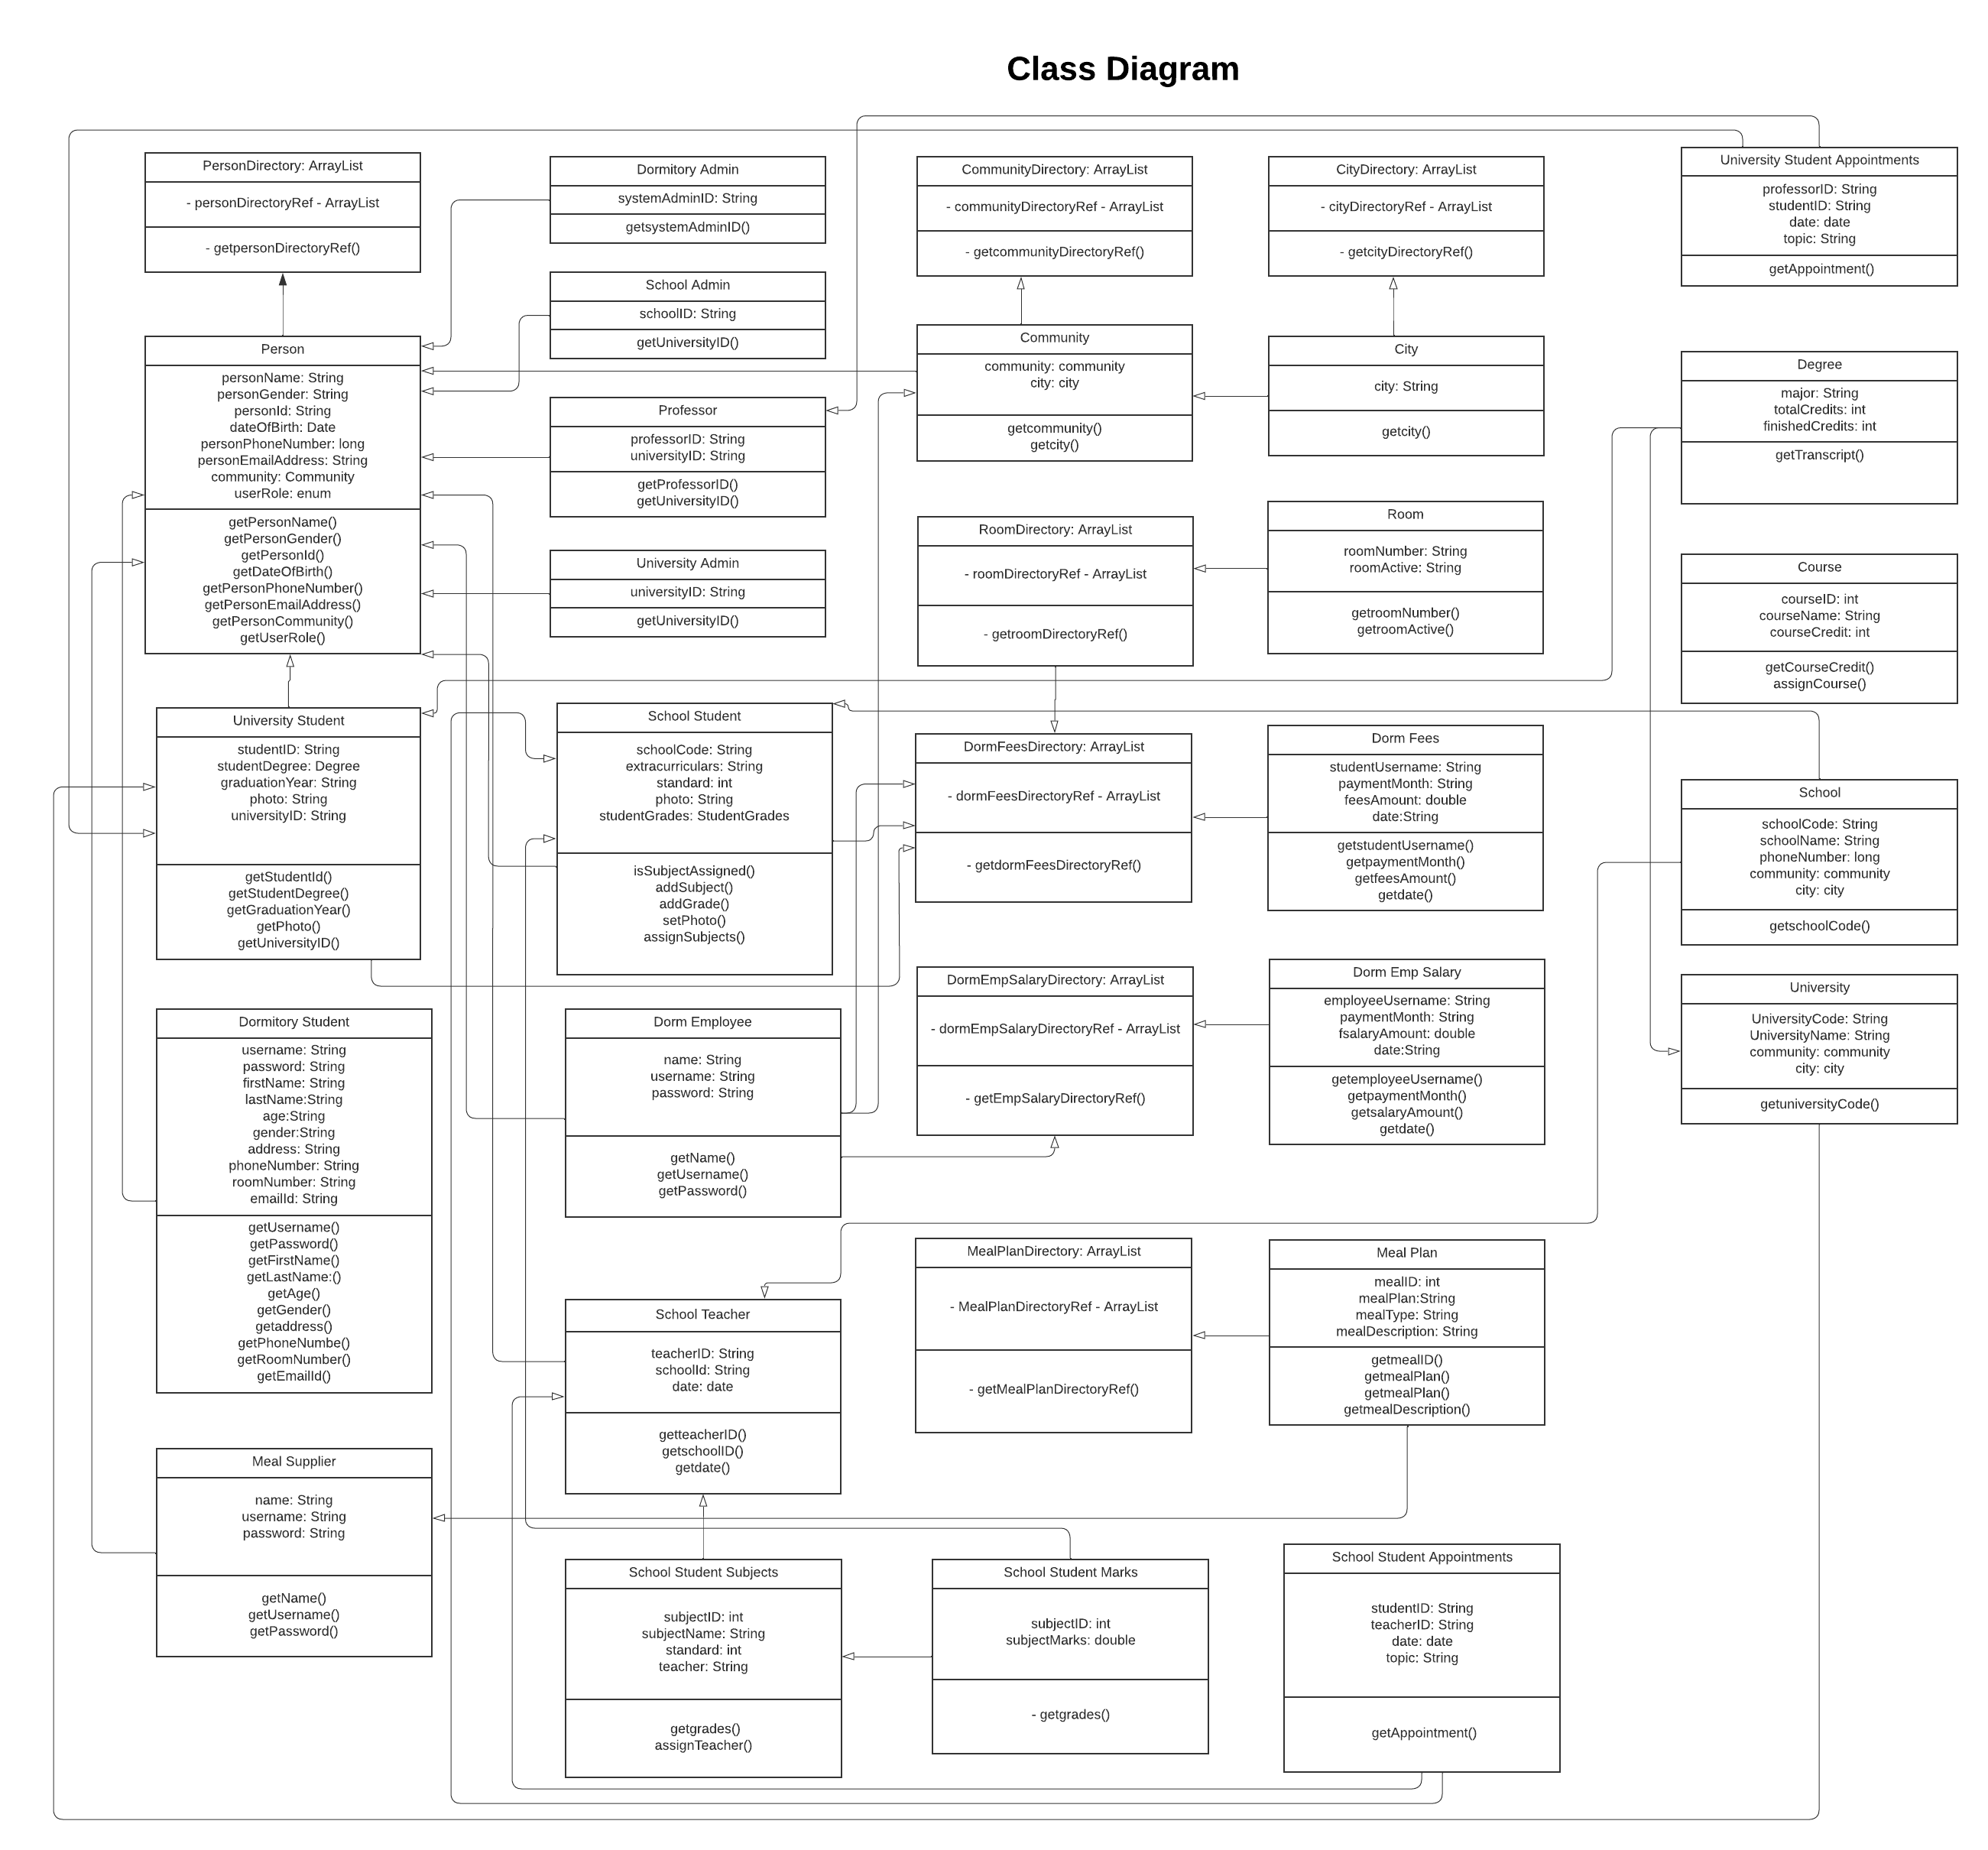 Class Diagram
PersonDirectory: ArrayList
- personDirectoryRef - ArrayList
- getpersonDirectoryRef()
Dormitory Admin
systemAdminID: String
getsystemAdminID()
CommunityDirectory: ArrayList
- communityDirectoryRef - ArrayList
- getcommunityDirectoryRef()
CityDirectory: ArrayList
- cityDirectoryRef - ArrayList
- getcityDirectoryRef()
University Student Appointments
professorID: String
studentID: String
date: date
topic: String
getAppointment()
School Admin
schoolID: String
getUniversityID()
Person
personName: String
personGender: String
personId: String
dateOfBirth: Date
personPhoneNumber: long
personEmailAddress: String
community: Community
userRole: enum
getPersonName()
getPersonGender()
getPersonId()
getDateOfBirth()
getPersonPhoneNumber()
getPersonEmailAddress()
getPersonCommunity()
getUserRole()
Community
community: community
city: city
getcommunity()
getcity()
City
city: String
getcity()
Degree
major: String
totalCredits: int
finishedCredits: int
getTranscript()
Professor
professorID: String
universityID: String
getProfessorID()
getUniversityID()
University Admin
universityID: String
getUniversityID()
RoomDirectory: ArrayList
- roomDirectoryRef - ArrayList
- getroomDirectoryRef()
Room
roomNumber: String
roomActive: String
getroomNumber()
getroomActive()
Course
courseID: int
courseName: String
courseCredit: int
getCourseCredit()
assignCourse()
University Student
studentID: String
studentDegree: Degree
graduationYear: String
photo: String
universityID: String
getStudentId()
getStudentDegree()
getGraduationYear()
getPhoto()
getUniversityID()
School Student
schoolCode: String
extracurriculars: String
standard: int
photo: String
studentGrades: StudentGrades
isSubjectAssigned()
addSubject()
addGrade()
setPhoto()
assignSubjects()
DormFeesDirectory: ArrayList
- dormFeesDirectoryRef - ArrayList
- getdormFeesDirectoryRef()
Dorm Fees
studentUsername: String
paymentMonth: String
feesAmount: double
date:String
getstudentUsername()
getpaymentMonth()
getfeesAmount()
getdate()
School
schoolCode: String
schoolName: String
phoneNumber: long
community: community
city: city
getschoolCode()
Dormitory Student
username: String
password: String
firstName: String
lastName:String
age:String
gender:String
address: String
phoneNumber: String
roomNumber: String
emailId: String
getUsername()
getPassword()
getFirstName()
getLastName:()
getAge()
getGender()
getaddress()
getPhoneNumbe()
getRoomNumber()
getEmailId()
Dorm Employee
name: String
username: String
password: String
getName()
getUsername()
getPassword()
DormEmpSalaryDirectory: ArrayList
- dormEmpSalaryDirectoryRef - ArrayList
- getEmpSalaryDirectoryRef()
Dorm Emp Salary
employeeUsername: String
paymentMonth: String
fsalaryAmount: double
date:String
getemployeeUsername()
getpaymentMonth()
getsalaryAmount()
getdate()
University
UniversityCode: String
UniversityName: String
community: community
city: city
getuniversityCode()
School Teacher
teacherID: String
schoolId: String
date: date
getteacherID()
getschoolID()
getdate()
MealPlanDirectory: ArrayList
- MealPlanDirectoryRef - ArrayList
- getMealPlanDirectoryRef()
Meal Plan
mealID: int
mealPlan:String
mealType: String
mealDescription: String
getmealID()
getmealPlan()
getmealPlan()
getmealDescription()
Meal Supplier
name: String
username: String
password: String
getName()
getUsername()
getPassword()
School Student Subjects
subjectID: int
subjectName: String
standard: int
teacher: String
getgrades()
assignTeacher()
School Student Marks
subjectID: int
subjectMarks: double
- getgrades()
School Student Appointments
studentID: String
teacherID: String
date: date
topic: String
getAppointment()